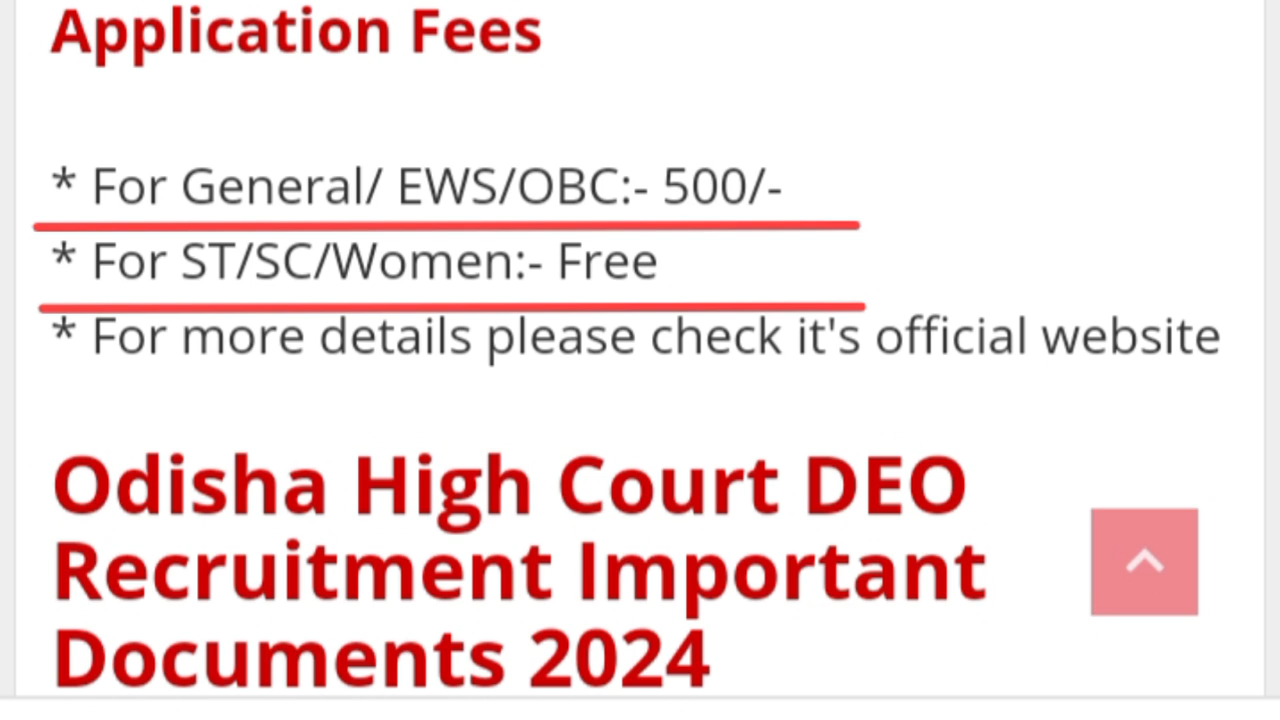 Application Fees
* For General/ EWS/OBC:- 500/-
* For ST/SC/Women:- Free
* For more details please check it's official website
Odisha High Court DEO
Recruitment Important
Documents 2024